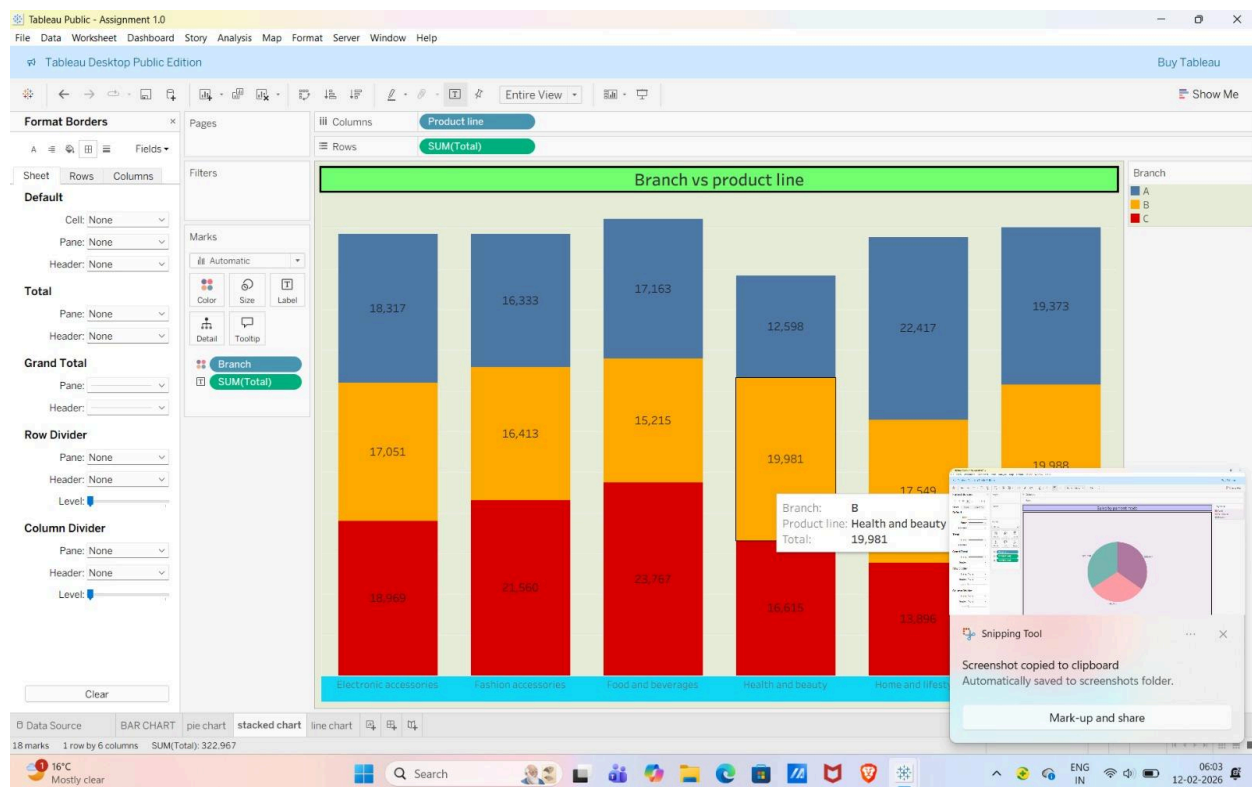 Tableau Public - Assignment 1.0
File Data Worksheet Dashboard Story Analysis Map Format Server Window Help
Tableau Desktop Public Edition
Buy Tableau
Entire View
Show Me
Format Borders
Fields
Sheet Rows Columns
Default
Cell: None
Pane: None
Header: None
Total
Pane: None
Header: None
Grand Total
Pane:
Header:
Row Divider
Pane: None
Header: None
Level:
Column Divider
Pane: None
Header: None
Level:
Clear
Pages
Filters
Marks
Automatic
Color Size Label
Detail Tooltip
Branch
SUM(Total)
Columns Product line
Rows SUM(Total)
Branch vs product line
18,317 16,333 17,163 12,598 22,417 19,373
17,051 16,413 15,215 19,981 17,549 19,988
18,969 21,560 23,767 16,615 13,896
Branch: B
Product line: Health and beauty
Total: 19,981
Electronic accessories Fashion accessories Food and beverages Health and beauty Home and lifesty
Branch
A
B
C
Snipping Tool
Screenshot copied to clipboard
Automatically saved to screenshots folder.
Mark-up and share
Data Source BAR CHART pie chart stacked chart line chart
18 marks 1 row by 6 columns SUM(Total): 322,967
1
16°C
Mostly clear
Search
ENG
IN
06:03
12-02-2026